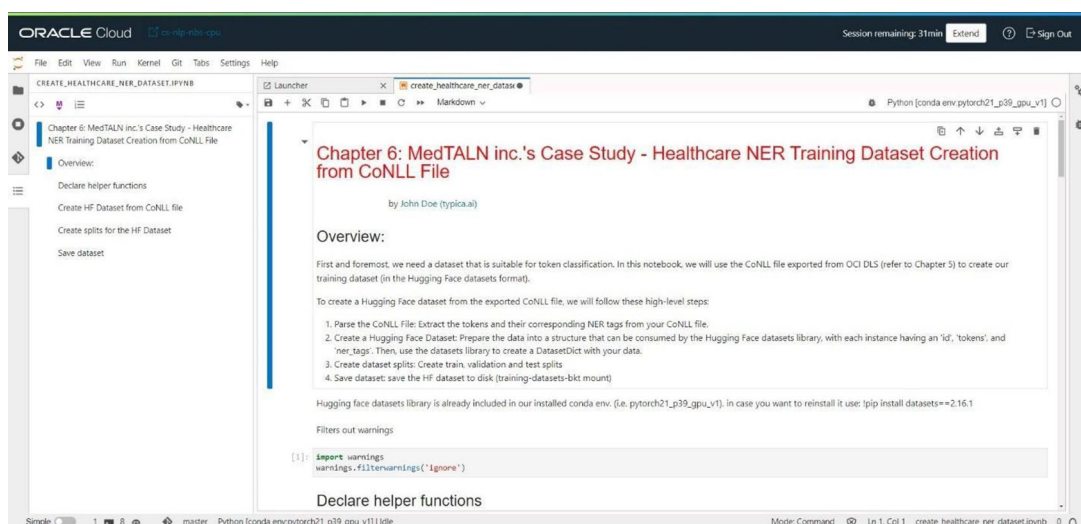 ORACLE Cloud
cs-nlp-nbs-cpu
Session remaining: 31min
Extend
Sign Out
File Edit View Run Kernel Git Tabs Settings Help
CREATE_HEALTHCARE_NER_DATASET.IPYNB
Chapter 6: MedTALN inc.'s Case Study - Healthcare
NER Training Dataset Creation from CoNLL File
Overview:
Declare helper functions
Create HF Dataset from CoNLL file
Create splits for the HF Dataset
Save dataset
Launcher
create_healthcare_ner_datase
Markdown
Python [conda env:pytorch21_p39_gpu_v1]
Chapter 6: MedTALN inc.'s Case Study - Healthcare NER Training Dataset Creation
from CoNLL File
by John Doe (typica.ai)
Overview:
First and foremost, we need a dataset that is suitable for token classification. In this notebook, we will use the CoNLL file exported from OCI DLS (refer to Chapter 5) to create our
training dataset (in the Hugging Face datasets format).
To create a Hugging Face dataset from the exported CoNLL file, we will follow these high-level steps:
1. Parse the CoNLL File: Extract the tokens and their corresponding NER tags from your CoNLL file.
2. Create a Hugging Face Dataset: Prepare the data into a structure that can be consumed by the Hugging Face datasets library, with each instance having an 'id', 'tokens', and
'ner_tags'. Then, use the datasets library to create a DatasetDict with your data.
3. Create dataset splits: Create train, validation and test splits
4. Save dataset: save the HF dataset to disk (training-datasets-bkt mount)
Hugging face datasets library is already included in our installed conda env. (i.e. pytorch21_p39_gpu_v1). in case you want to reinstall it use: !pip install datasets==2.16.1
Filters out warnings
[1]: import warnings
warnings.filterwarnings('ignore')
Declare helper functions
Simple 1 8 master Python [conda env:pytorch21_p39_gpu_v1] | Idle
Mode: Command Ln 1, Col 1 create_healthcare_ner_dataset.ipynb 0